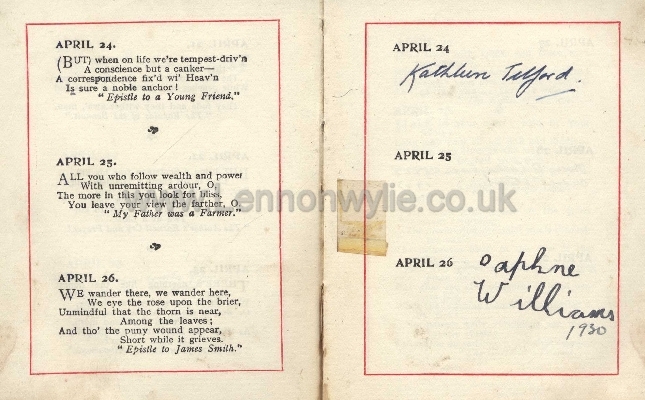 APRIL 24.
(BUT) when on life we're tempest-driv'n
A conscience but a canker—
A correspondence fix'd wi' Heav'n
Is sure a noble anchor!
"Epistle to a Young Friend."
APRIL 25.
ALL you who follow wealth and power
With unremitting ardour, O,
The more in this you look for bliss,
You leave your view the farther, O.
"My Father was a Farmer."
APRIL 26.
WE wander there, we wander here,
We eye the rose upon the brier,
Unmindful that the thorn is near,
Among the leaves;
And tho' the puny wound appear,
Short while it grieves.
"Epistle to James Smith."
APRIL 24
Kathleen Telford.
APRIL 25
www.Lennonwylie.co.uk
APRIL 26
Daphne
Williams
1930